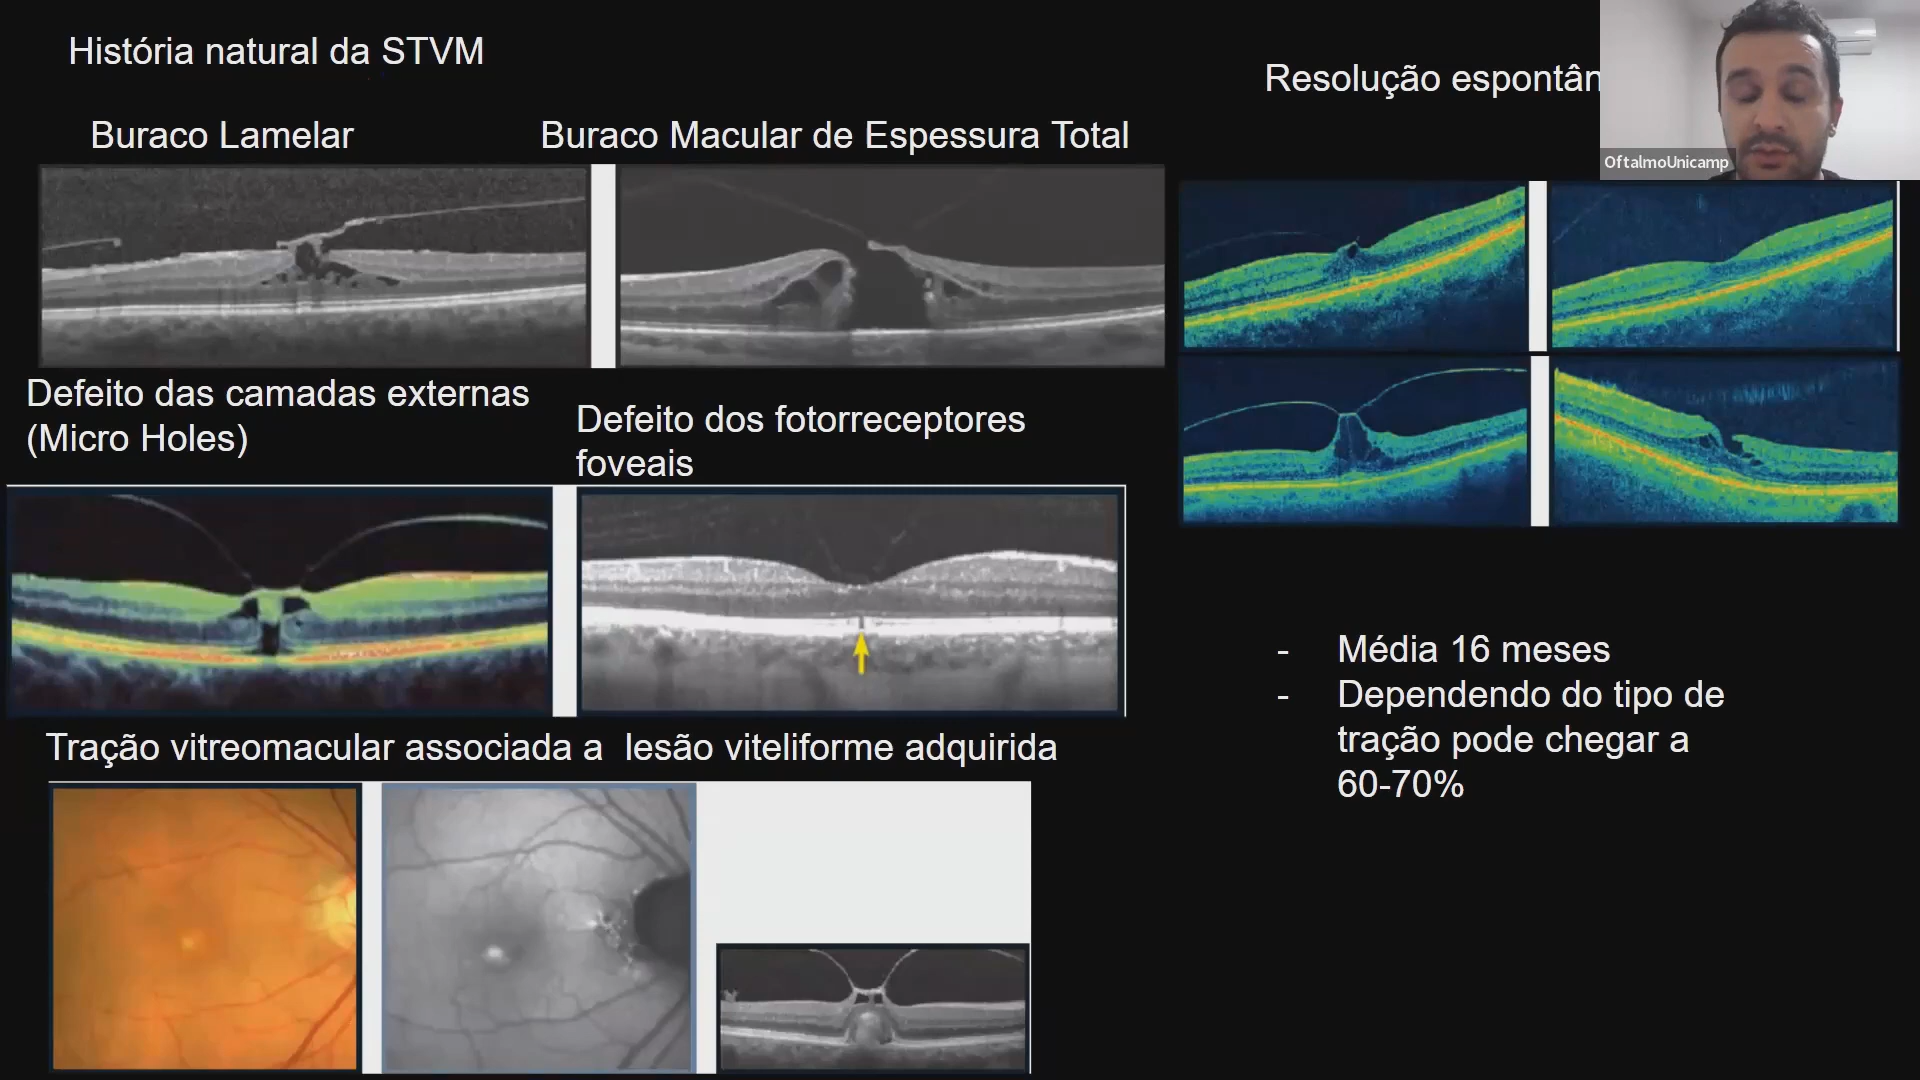 História natural da STVM
Resolução espontân
OftalmoUnicamp
Buraco Lamelar
Buraco Macular de Espessura Total
Defeito das camadas externas
(Micro Holes)
Defeito dos fotorreceptores
foveais
Tração vitreomacular associada a lesão viteliforme adquirida
- Média 16 meses
- Dependendo do tipo de
tração pode chegar a
60-70%